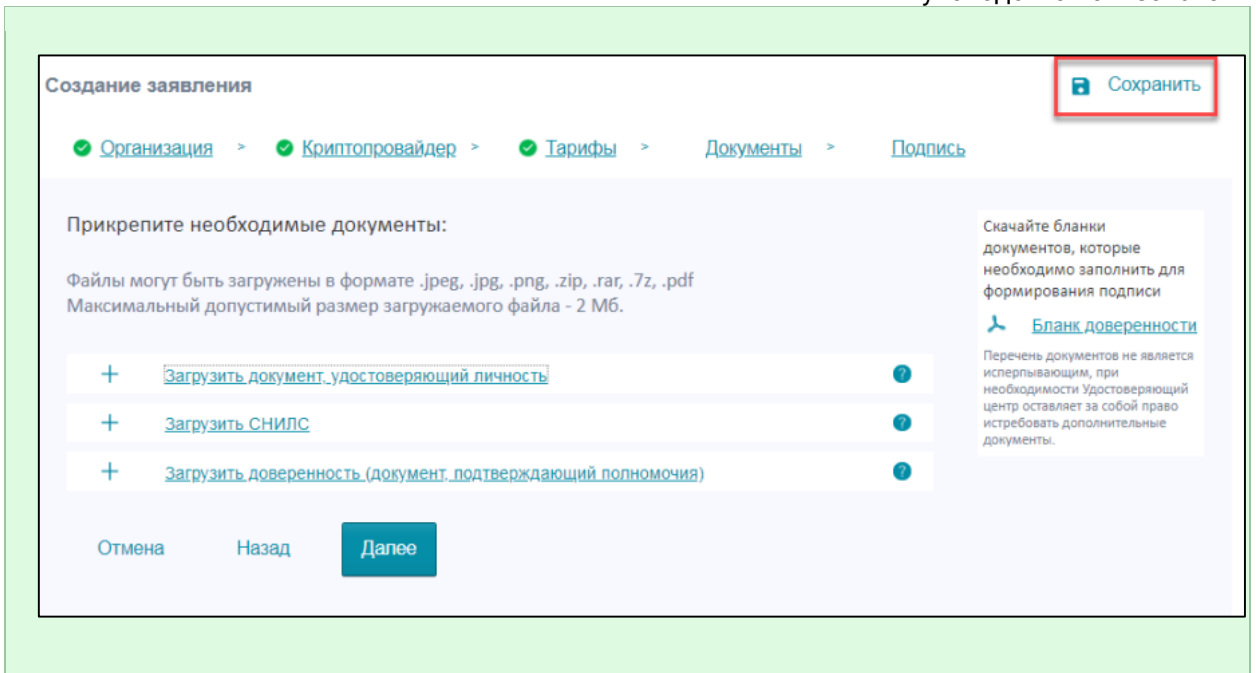 Создание заявления
Сохранить
Организация > Криптопровайдер > Тарифы > Документы > Подпись
Прикрепите необходимые документы:
Файлы могут быть загружены в формате .jpeg, .jpg, .png, .zip, .rar, .7z, .pdf
Максимальный допустимый размер загружаемого файла - 2 Мб.
+ Загрузить документ, удостоверяющий личность ?
+ Загрузить СНИЛС ?
+ Загрузить доверенность (документ, подтверждающий полномочия) ?
Отмена Назад Далее
Скачайте бланки
документов, которые
необходимо заполнить для
формирования подписи
Бланк доверенности
Перечень документов не является
исперпывающим, при
необходимости Удостоверяющий
центр оставляет за собой право
истребовать дополнительные
документы.